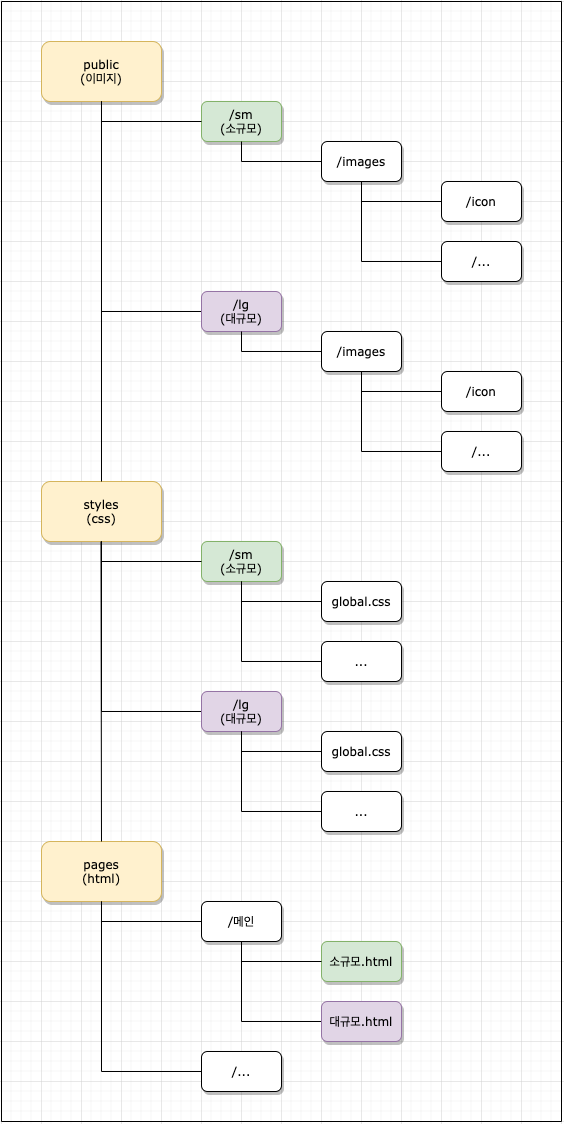 public
(이미지)
/sm
(소규모)
/images
/icon
/...
/lg
(대규모)
/images
/icon
/...
styles
(css)
/sm
(소규모)
global.css
...
/lg
(대규모)
global.css
...
pages
(html)
/메인
소규모.html
대규모.html
/...